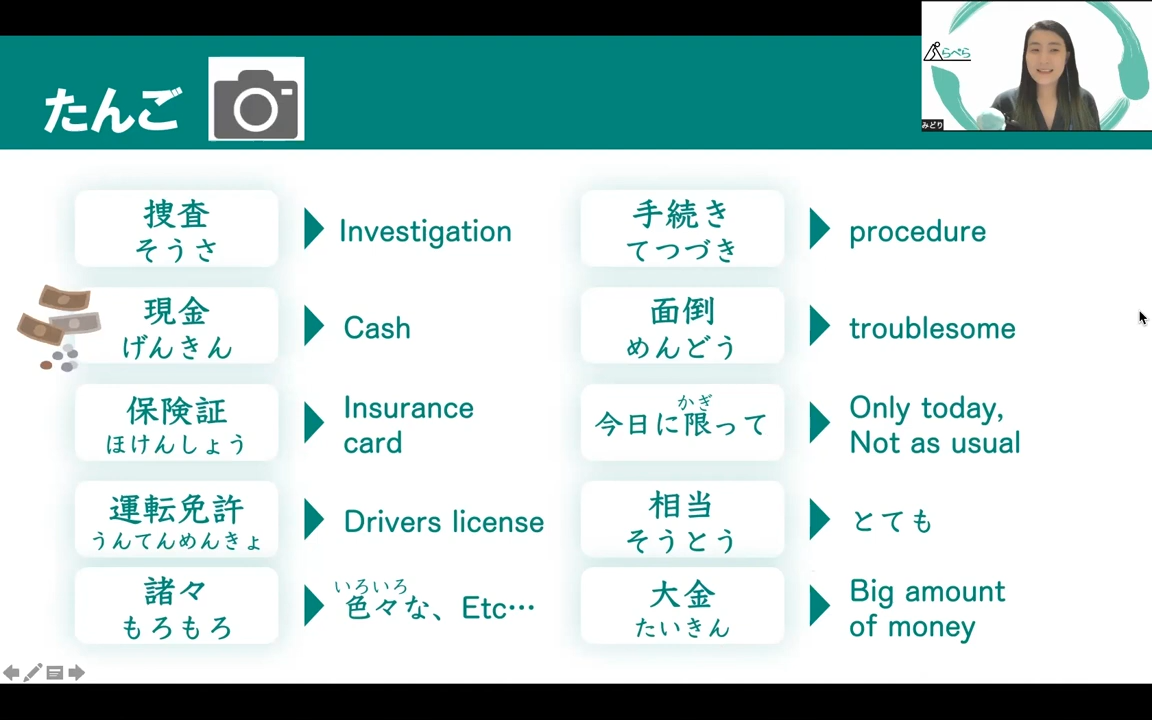 たんご
らぺら
みどり
捜査
そうさ
Investigation
現金
げんきん
Cash
保険証
ほけんしょう
Insurance
card
運転免許
うんてんめんきょ
Drivers license
諸々
もろもろ
いろいろ
色々な、Etc…
手続き
てつづき
procedure
面倒
めんどう
troublesome
かぎ
今日に限って
Only today,
Not as usual
相当
そうとう
とても
大金
たいきん
Big amount
of money